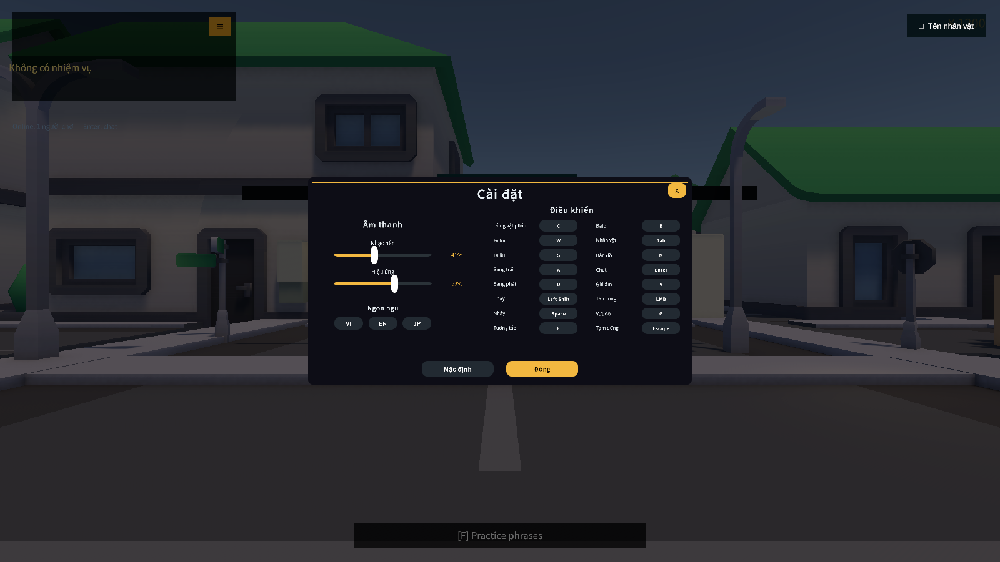 ≡
Tên nhân vật
Không có nhiệm vụ
Online: 1 người chơi | Enter: chat
Cài đặt
X
Điều khiển
Âm thanh
Nhạc nền
41%
Hiệu ứng
63%
Ngon ngu
VI EN JP
Dùng vật phẩm C Balo B
Đi tới W Nhân vật Tab
Đi lùi S Bản đồ M
Sang trái A Chat Enter
Sang phải D Ghi âm V
Chạy Left Shift Tấn công LMB
Nhảy Space Vứt đồ G
Tương tác F Tạm dừng Escape
Mặc định Đóng
[F] Practice phrases